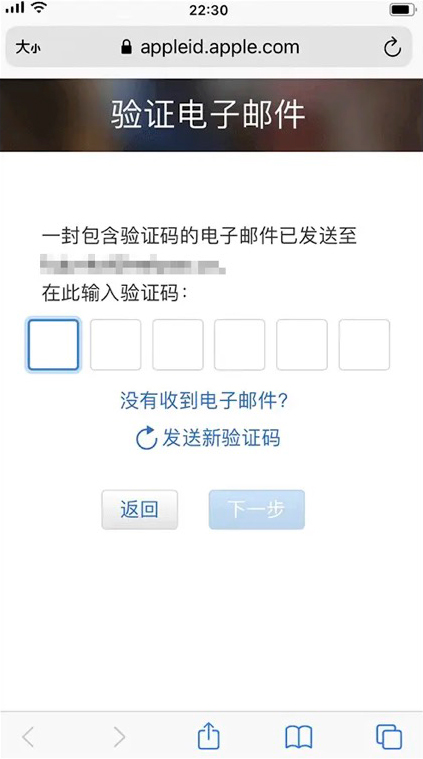 22:30
大小 appleid.apple.com
验证电子邮件
一封包含验证码的电子邮件已发送至
在此输入验证码：
没有收到电子邮件？
发送新验证码
返回 下一步